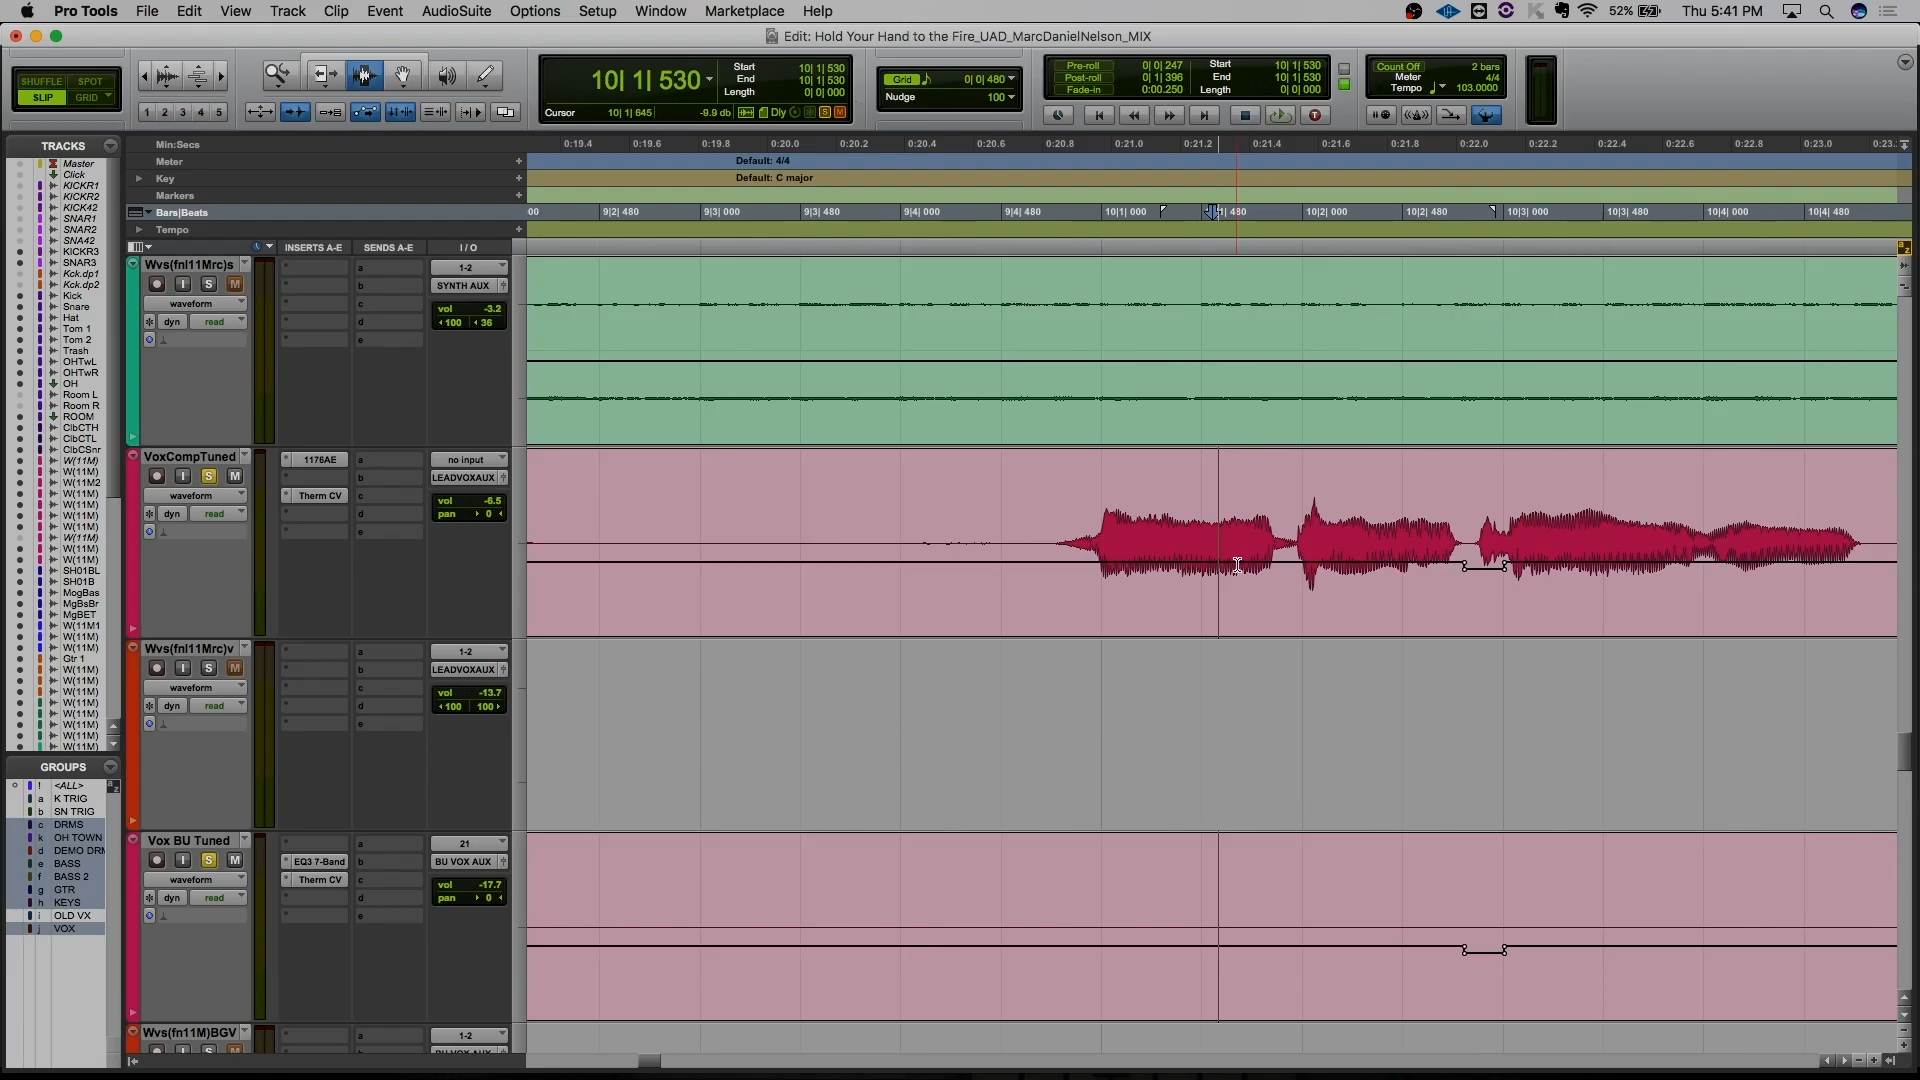 Pro Tools File Edit View Track Clip Event AudioSuite Options Setup Window Marketplace Help 52% Thu 5:41 PM
Edit: Hold Your Hand to the Fire_UAD_MarcDanielNelson_MIX
SHUFFLE SPOT
SLIP GRID
1 2 3 4 5
10| 1| 530
Start 10| 1| 530
End 10| 1| 530
Length 0| 0| 000
Cursor 10| 1| 645 -9.9 db Dly S M
Grid 0| 0| 480
Nudge 100
Pre-roll 0| 0| 247
Post-roll 0| 1| 396
Fade-in 0:00.250
Start 10| 1| 530
End 10| 1| 530
Length 0| 0| 000
Count Off 2 bars
Meter 4/4
Tempo 103.0000
TRACKS
Master
Click
KICKR1
KICKR2
KICK42
SNAR1
SNAR2
SNA42
KICKR3
SNAR3
Kck.dp1
Kck.dp2
Kick
Snare
Hat
Tom 1
Tom 2
Trash
OHTwL
OHTwR
OH
Room L
Room R
ROOM
ClbCTH
ClbCTL
ClbCSnr
W(11M)
W(11M)
W(11M2
W(11M)
W(11M)
W(11M)
W(11M)
W(11M)
W(11M)
W(11M)
SH01BL
SH01B
MogBas
MgBsBr
MgBET
W(11M1
W(11M)
W(11M)
Gtr 1
W(11M)
W(11M)
W(11M)
W(11M)
W(11M)
W(11M)
W(11M)
W(11M)
GROUPS
! <ALL>
a K TRIG
b SN TRIG
c DRMS
k OH TOWN
d DEMO DRM
e BASS
f BASS 2
g GTR
h KEYS
i OLD VX
j VOX
Min:Secs 0:19.4 0:19.6 0:19.8 0:20.0 0:20.2 0:20.4 0:20.6 0:20.8 0:21.0 0:21.2 0:21.4 0:21.6 0:21.8 0:22.0 0:22.2 0:22.4 0:22.6 0:22.8 0:23.0 0:23.
Meter Default: 4/4
Key Default: C major
Markers
Bars|Beats 00 9|2| 480 9|3| 000 9|3| 480 9|4| 000 9|4| 480 10|1| 000 1| 480 10|2| 000 10|2| 480 10|3| 000 10|3| 480 10|4| 000 10|4| 480
Tempo
INSERTS A-E SENDS A-E I / O
Wvs(fnl11Mrc)s a 1-2
I S M b SYNTH AUX
waveform c vol -3.2
dyn read d 100 36
e
VoxCompTuned 1176AE a no input
I S M b LEADVOXAUX
waveform Therm CV c vol -6.5
dyn read d pan 0
e
Wvs(fnl11Mrc)v a 1-2
I S M b LEADVOXAUX
waveform c vol -13.7
dyn read d 100 100
e
Vox BU Tuned a 21
I S M EQ3 7-Band b BU VOX AUX
waveform Therm CV c vol -17.7
dyn read d pan 0
e
Wvs(fn11M)BGV a 1-2